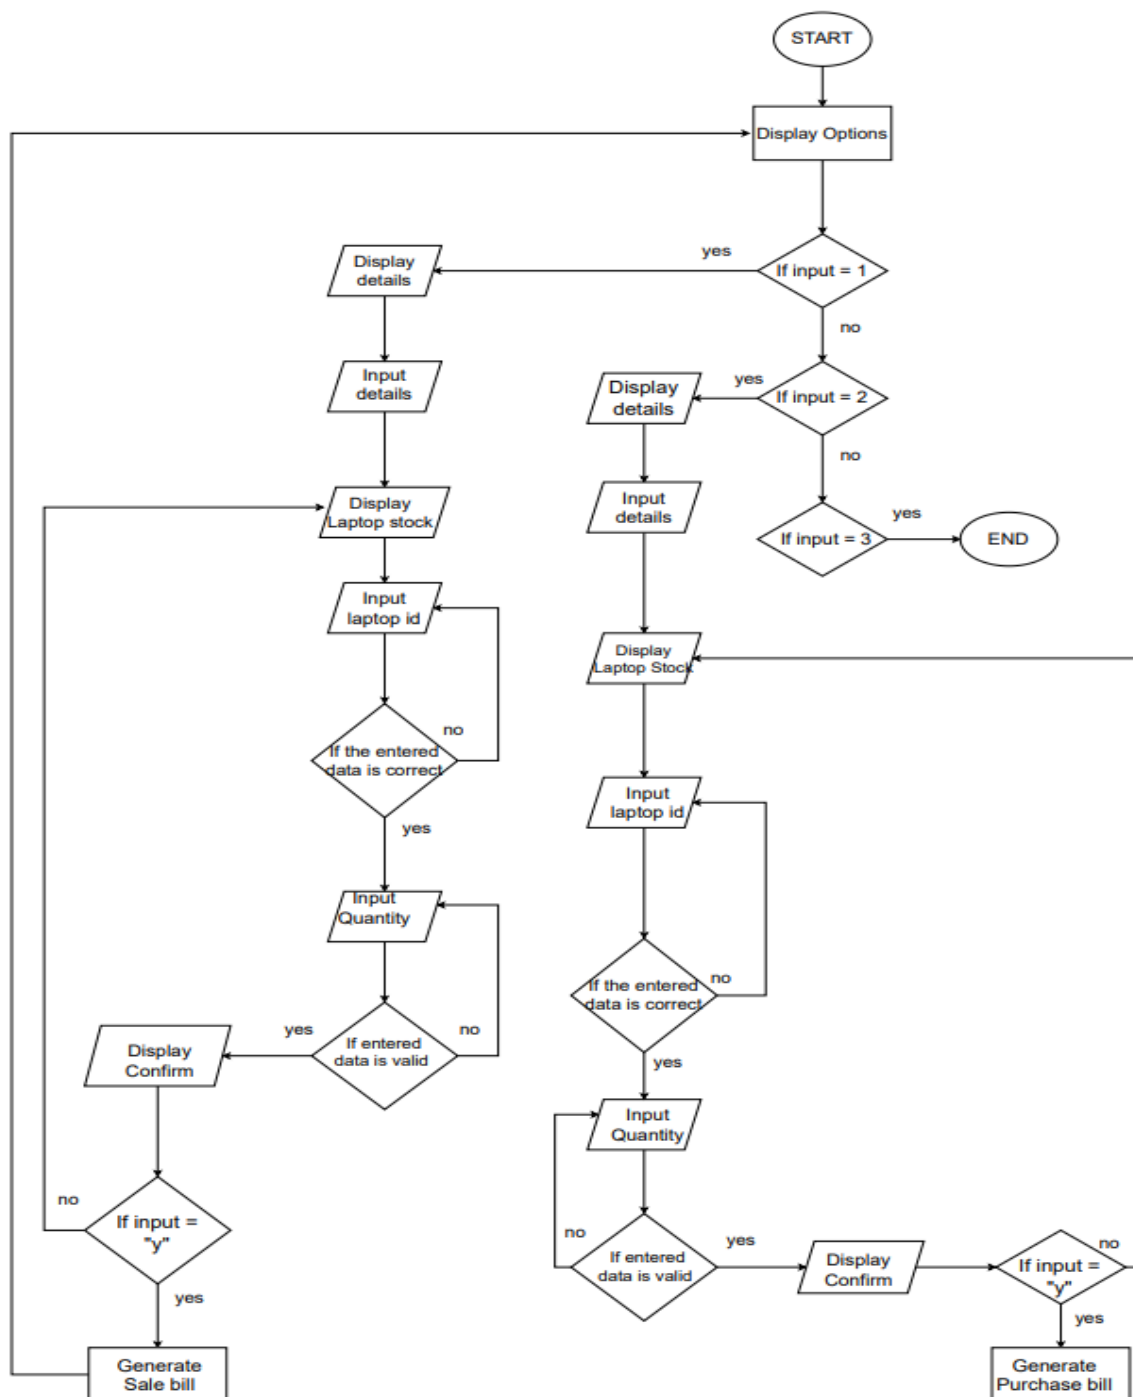 START
Display Options
yes
If input = 1
no
Display
details
Input
details
Display
details
yes
If input = 2
no
Display
Laptop stock
Input
details
If input = 3
yes
END
Input
laptop id
no
If the entered
data is correct
yes
Display
Laptop Stock
Input
laptop id
Input
Quantity
no
If the entered
data is correct
yes
yes
If entered
data is valid
no
Display
Confirm
Input
Quantity
no
If input =
"y"
yes
no
If entered
data is valid
yes
Display
Confirm
If input =
"y"
no
yes
Generate
Sale bill
Generate
Purchase bill